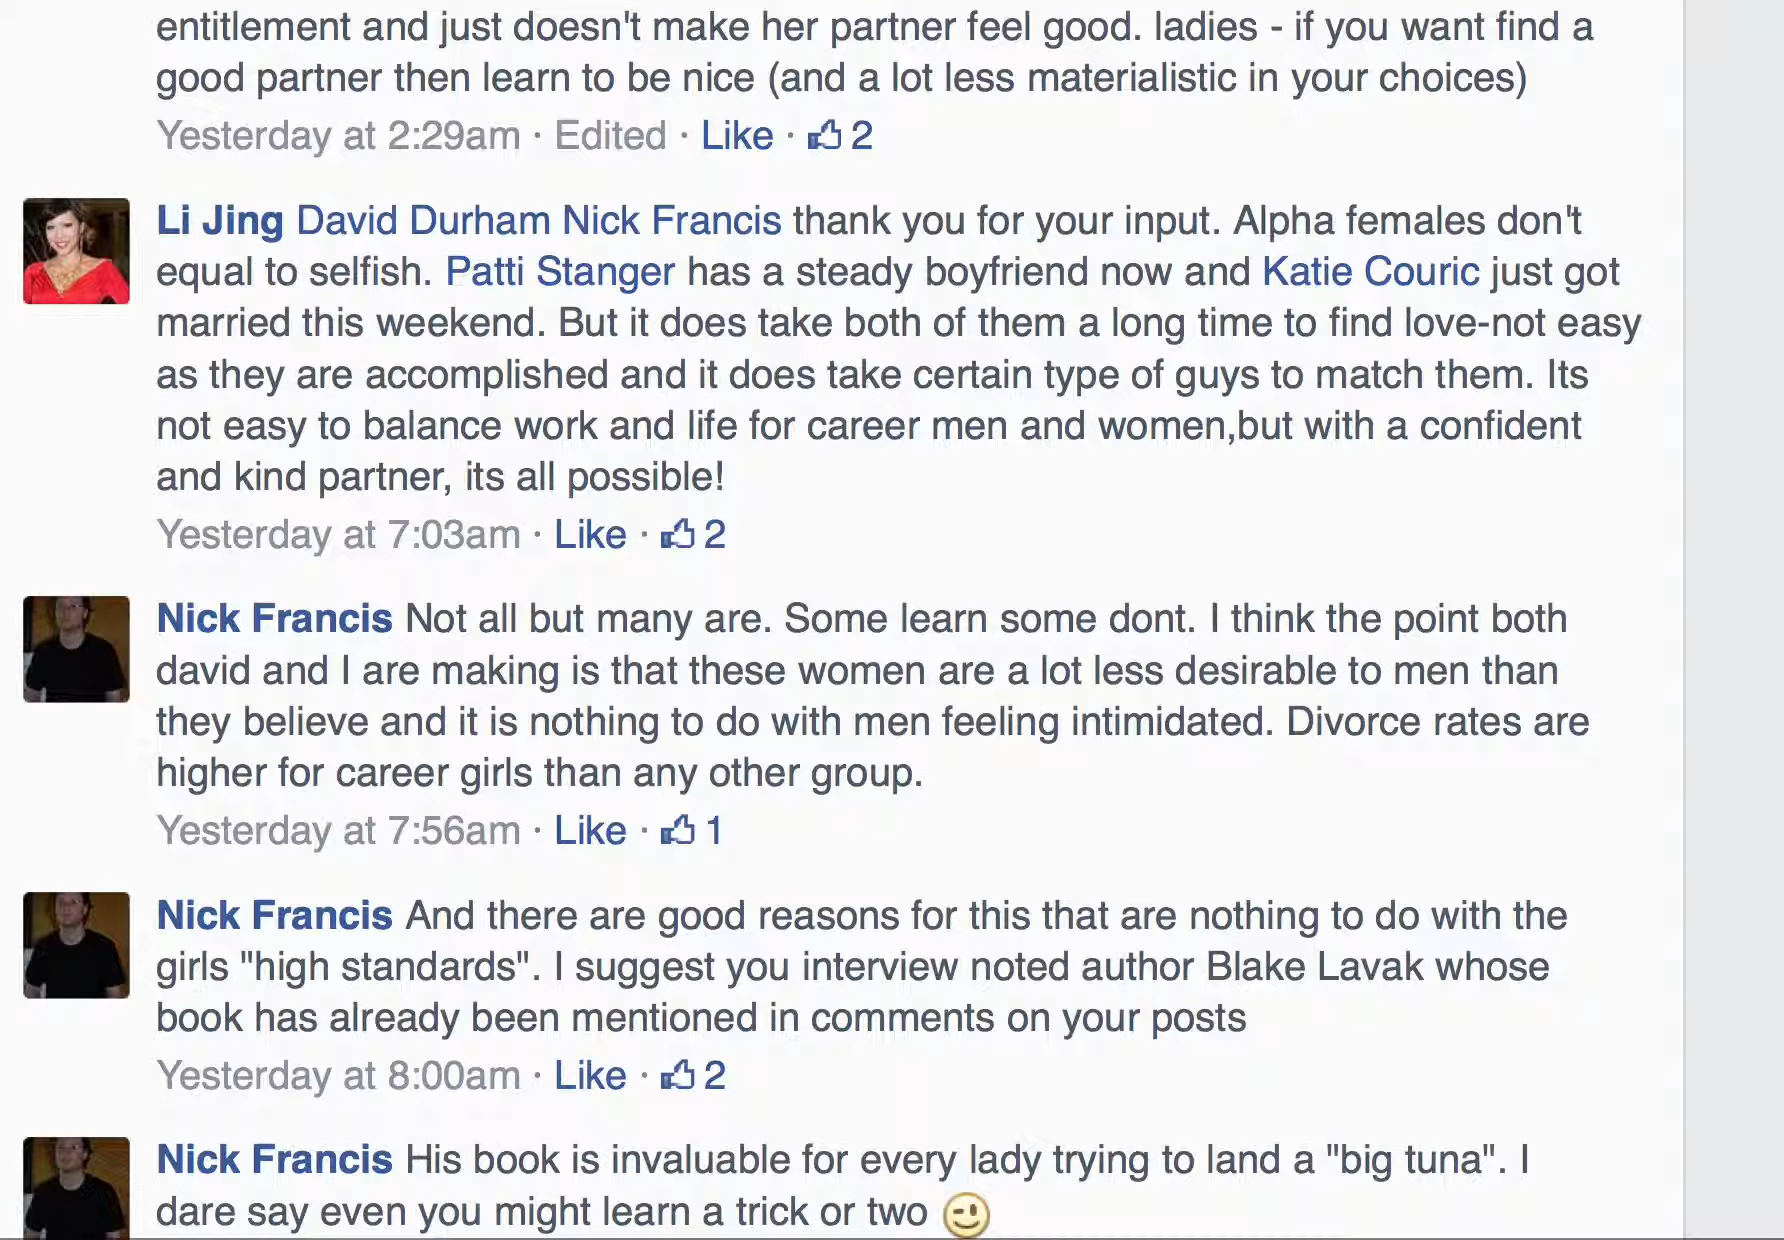 entitlement and just doesn't make her partner feel good. ladies - if you want find a
good partner then learn to be nice (and a lot less materialistic in your choices)
Yesterday at 2:29am · Edited · Like · 2
Li Jing David Durham Nick Francis thank you for your input. Alpha females don't
equal to selfish. Patti Stanger has a steady boyfriend now and Katie Couric just got
married this weekend. But it does take both of them a long time to find love-not easy
as they are accomplished and it does take certain type of guys to match them. Its
not easy to balance work and life for career men and women,but with a confident
and kind partner, its all possible!
Yesterday at 7:03am · Like · 2
Nick Francis Not all but many are. Some learn some dont. I think the point both
david and I are making is that these women are a lot less desirable to men than
they believe and it is nothing to do with men feeling intimidated. Divorce rates are
higher for career girls than any other group.
Yesterday at 7:56am · Like · 1
Nick Francis And there are good reasons for this that are nothing to do with the
girls "high standards". I suggest you interview noted author Blake Lavak whose
book has already been mentioned in comments on your posts
Yesterday at 8:00am · Like · 2
Nick Francis His book is invaluable for every lady trying to land a "big tuna". I
dare say even you might learn a trick or two